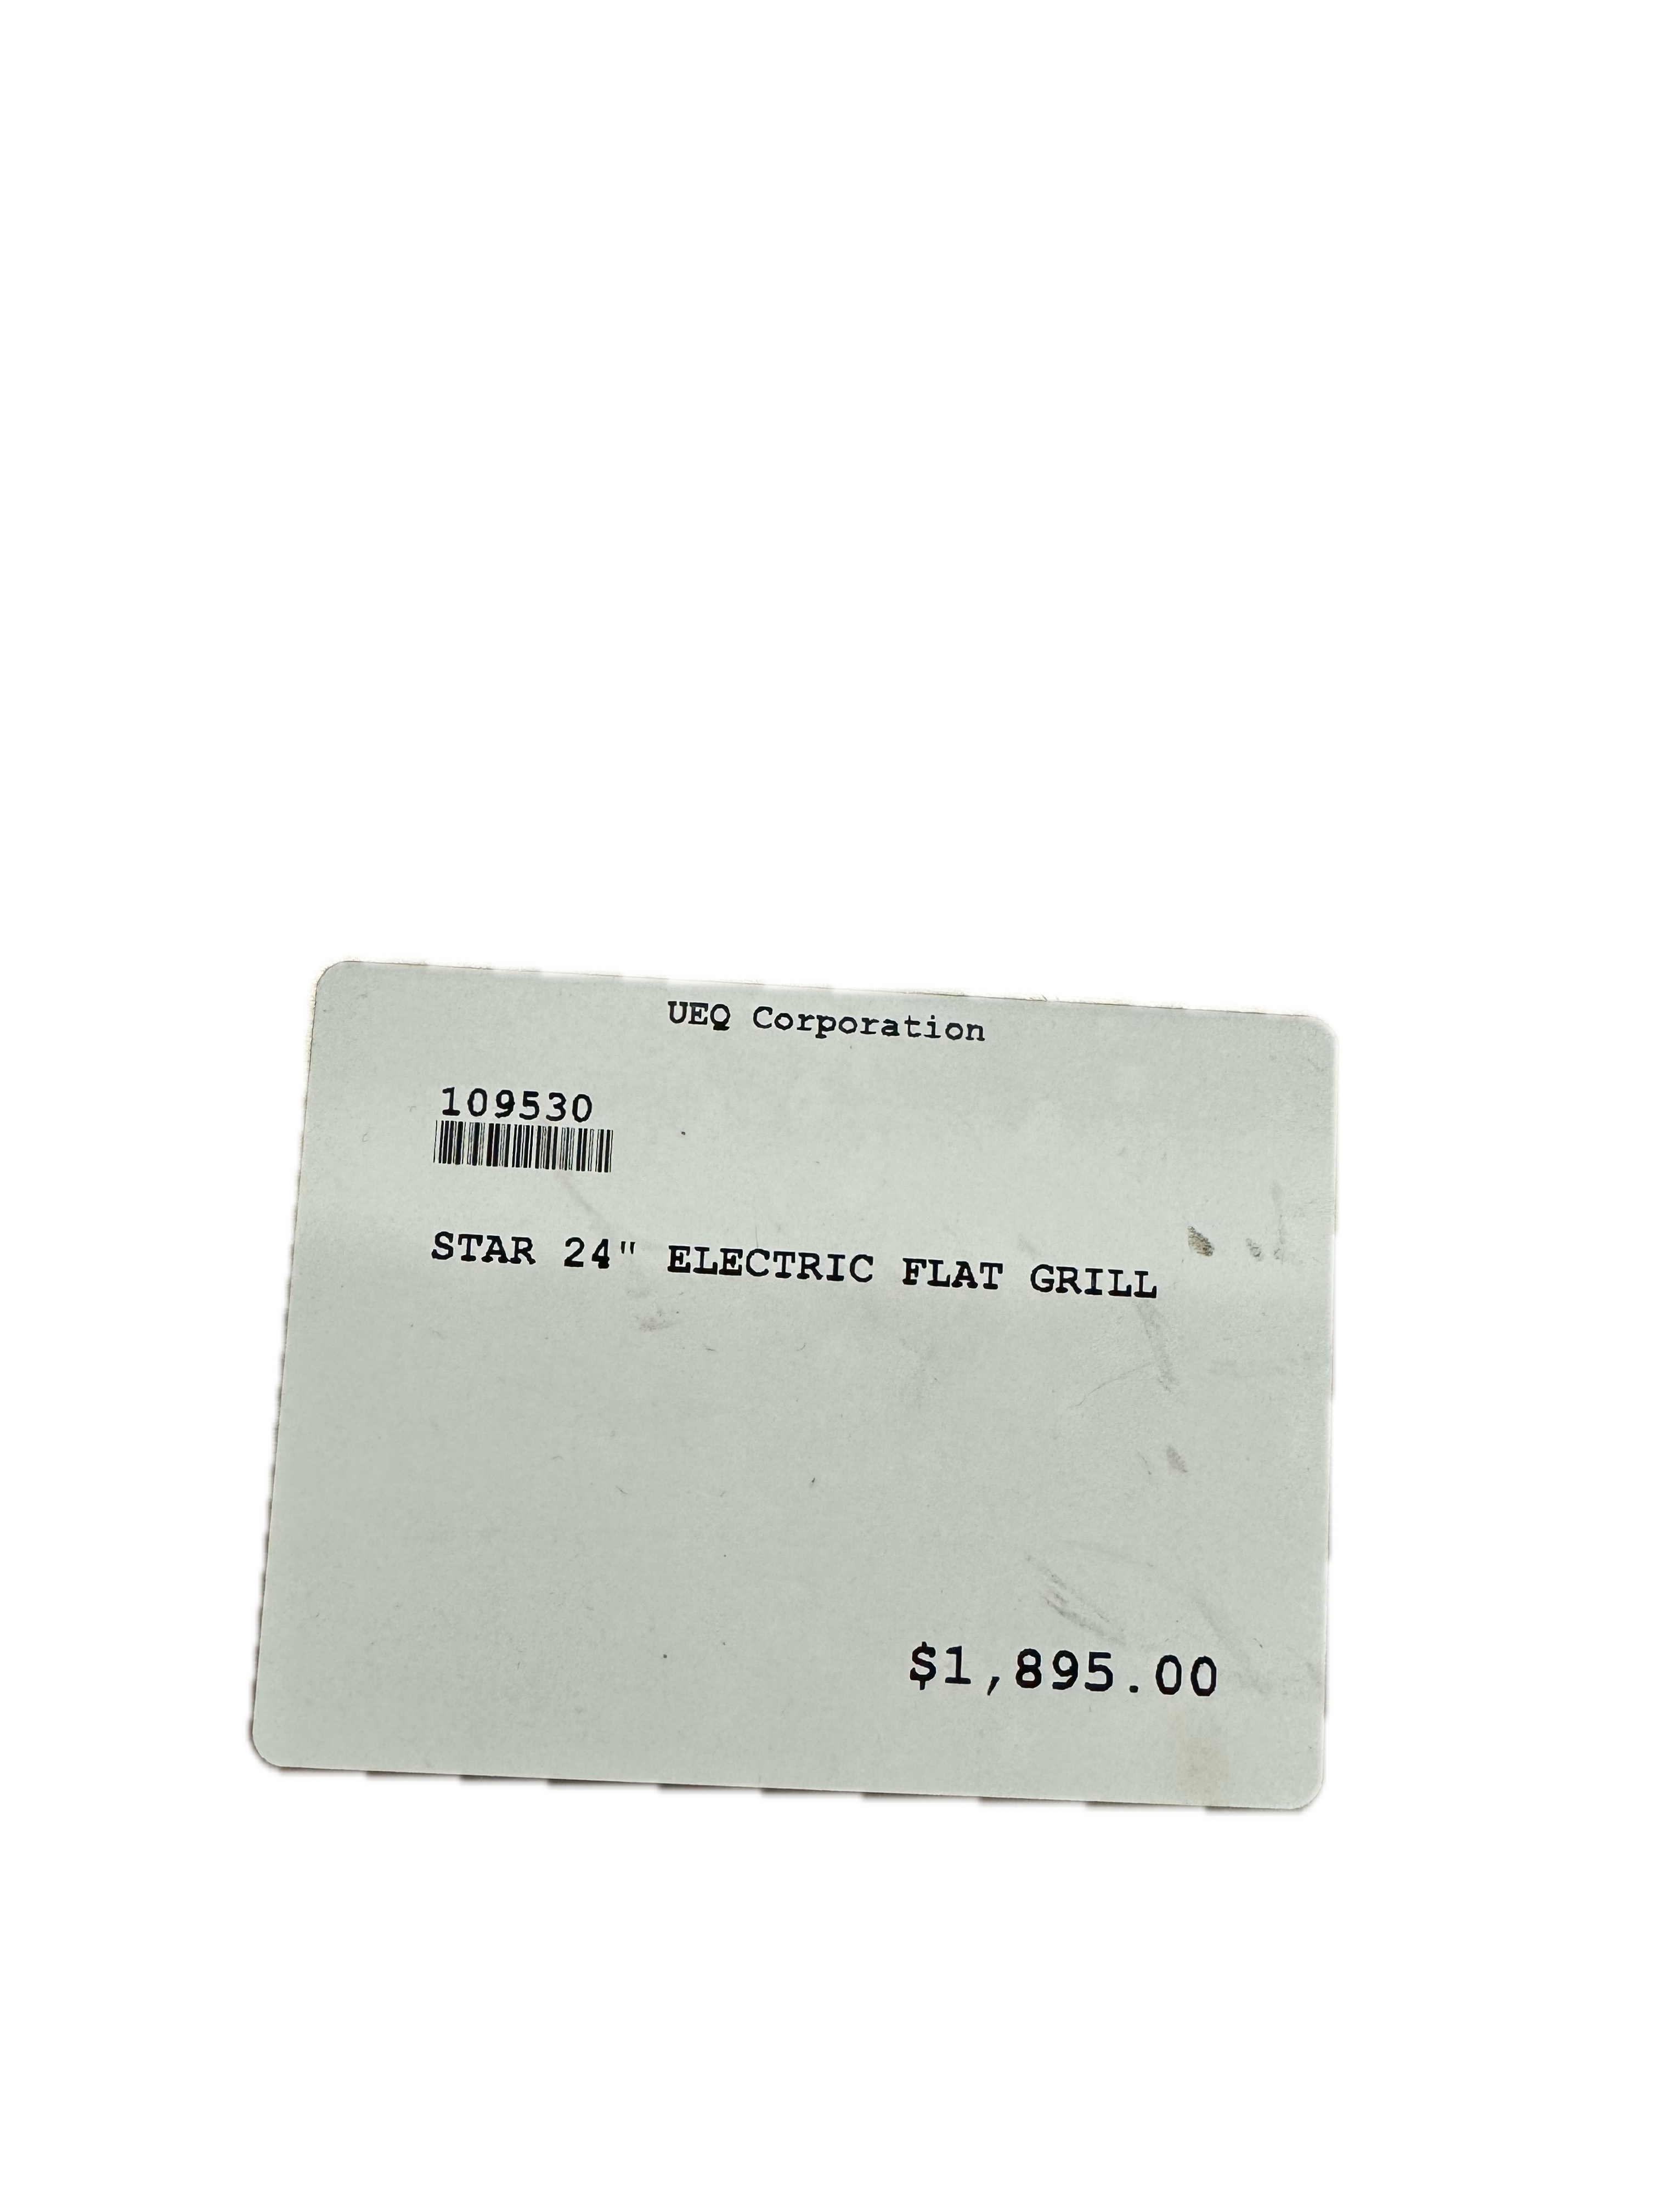 UEQ Corporation
109530
STAR 24" ELECTRIC FLAT GRILL
$1,895.00